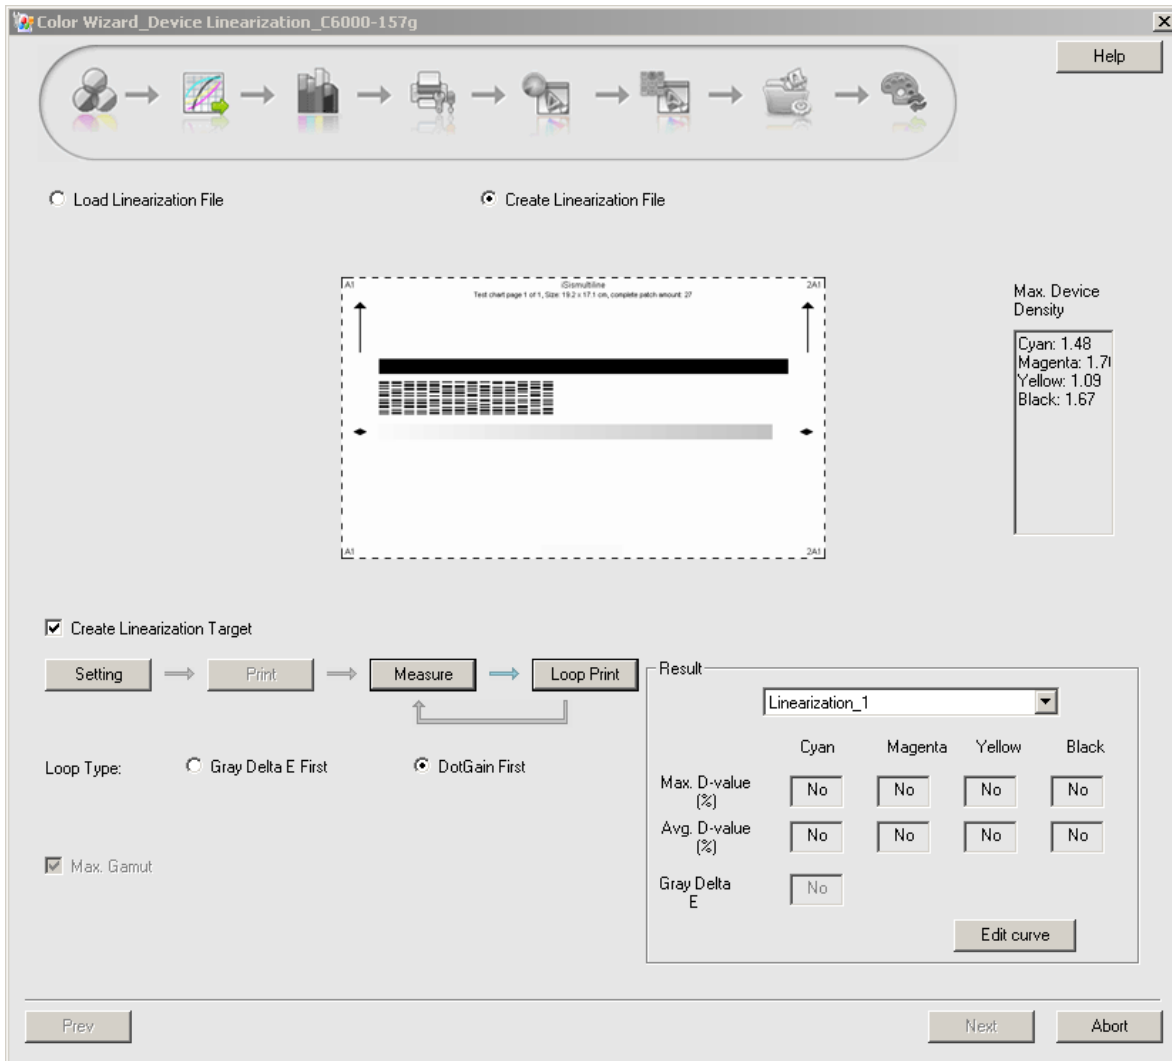 Color Wizard_Device Linearization_C6000-157g
Help
Load Linearization File
Create Linearization File
A1
iSismultiline
2A1
Test chart page 1 of 1, Size: 19.2 x 17.1 cm, complete patch amount: 27
A1
2A1
Max. Device
Density
Cyan: 1.48
Magenta:
Yellow: 1.09
Black: 1.67
Create Linearization Target
Setting
Print
Measure
Loop Print
Loop Type:
Gray Delta E First
DotGain First
Max. Gamut
Result
Linearization_1
Cyan Magenta Yellow Black
Max. D-value
(%)
No No No No
Avg. D-value
(%)
No No No No
Gray Delta
E
No
Edit curve
Prev
Next
Abort